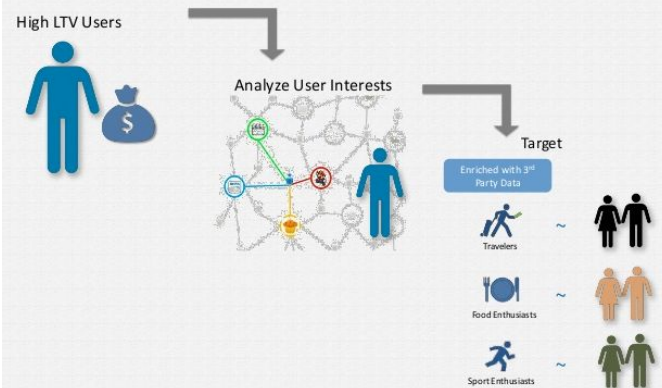 High LTV Users
$
Analyze User Interests
Target
Enriched with 3rd
Party Data
Travelers
~
Food Enthusiasts
~
Sport Enthusiasts
~